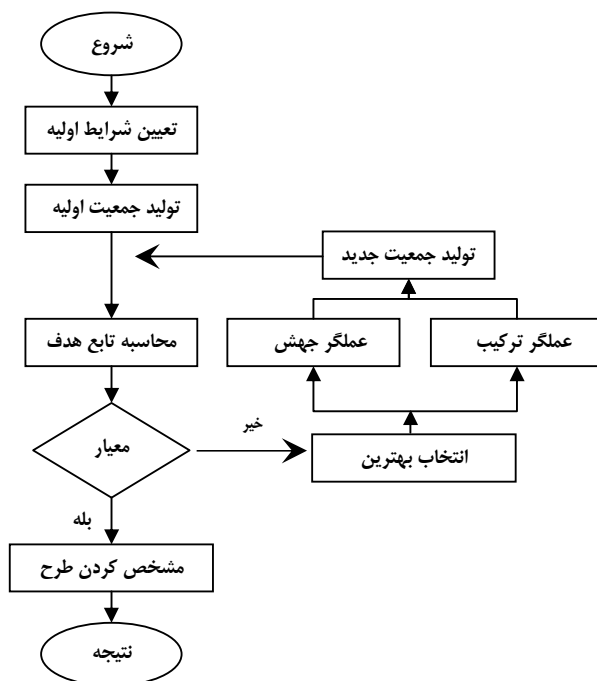 شروع
تعیین شرایط اولیه
تولید جمعیت اولیه
تولید جمعیت جدید
محاسبه تابع هدف
عملگر جهش
عملگر ترکیب
معیار
خیر
انتخاب بهترین
بله
مشخص کردن طرح
نتیجه